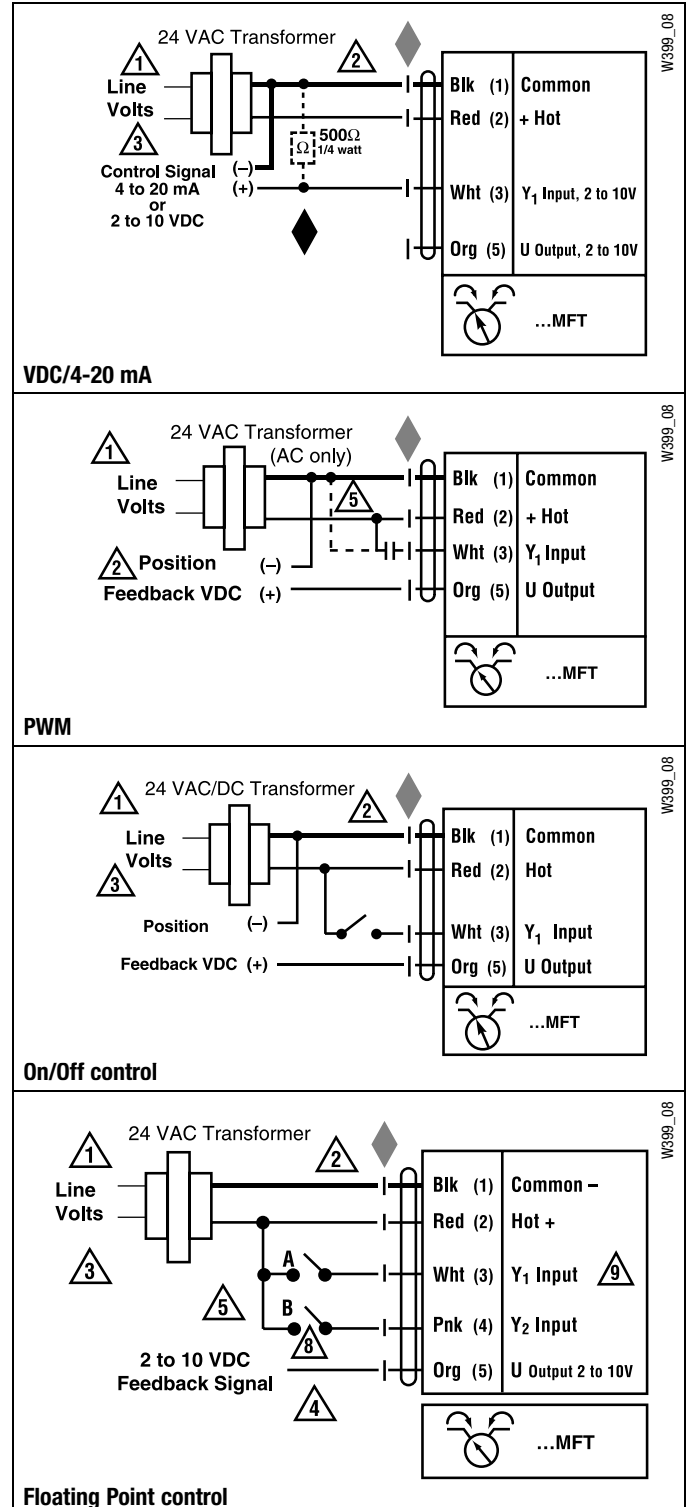 W399_08
24 VAC Transformer
1
2
Line
Volts
3
Control Signal
4 to 20 mA
or
2 to 10 VDC
(–)
(+)
Ω
500Ω
1/4 watt
Blk (1) Common
Red (2) + Hot
Wht (3) Y1 Input, 2 to 10V
Org (5) U Output, 2 to 10V
...MFT
VDC/4-20 mA
W399_08
24 VAC Transformer
(AC only)
1
Line
Volts
5
2 Position (–)
Feedback VDC (+)
Blk (1) Common
Red (2) + Hot
Wht (3) Y1 Input
Org (5) U Output
...MFT
PWM
W399_08
24 VAC/DC Transformer
1
2
Line
Volts
3
Position (–)
Feedback VDC (+)
Blk (1) Common
Red (2) Hot
Wht (3) Y1 Input
Org (5) U Output
...MFT
On/Off control
W399_08
24 VAC Transformer
1
2
Line
Volts
3
A
5
B
8
2 to 10 VDC
Feedback Signal
4
Blk (1) Common –
Red (2) Hot +
Wht (3) Y1 Input 9
Pnk (4) Y2 Input
Org (5) U Output 2 to 10V
...MFT
Floating Point control